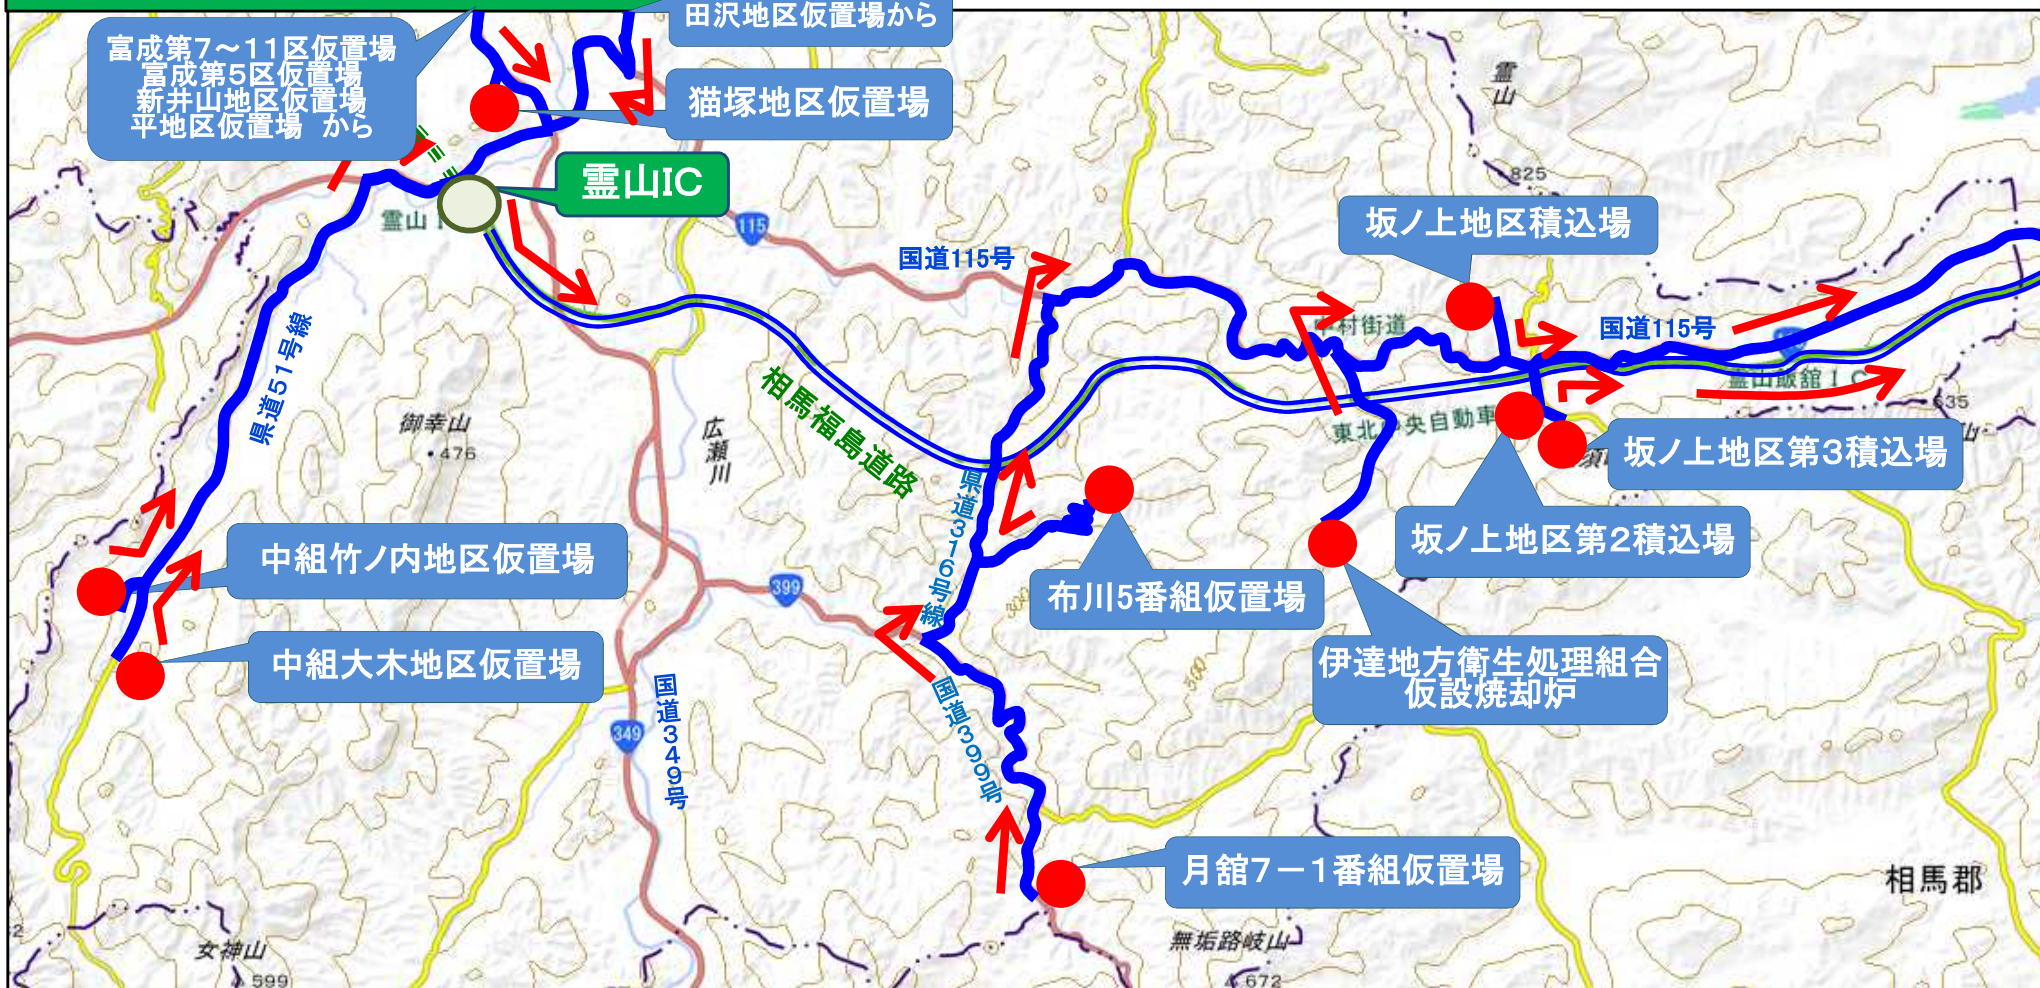 田沢地区仮置場から
富成第7～11区仮置場
富成第5区仮置場
新井山地区仮置場
平地区仮置場 から
猫塚地区仮置場
霊山IC
霊山
霊山
825
115
国道115号
坂ノ上地区積込場
中村街道
国道115号
霊山飯舘IC
県道51号線
相馬福島道路
御幸山
476
広瀬川
東北中央自動車
635
山
坂ノ上地区第3積込場
坂ノ上地区第2積込場
県道316号線
中組竹ノ内地区仮置場
399
布川5番組仮置場
300
中組大木地区仮置場
伊達地方衛生処理組合
仮設焼却炉
500
国道349号
349
国道399号
月舘7－1番組仮置場
相馬郡
女神山
599
無垢路岐山
672